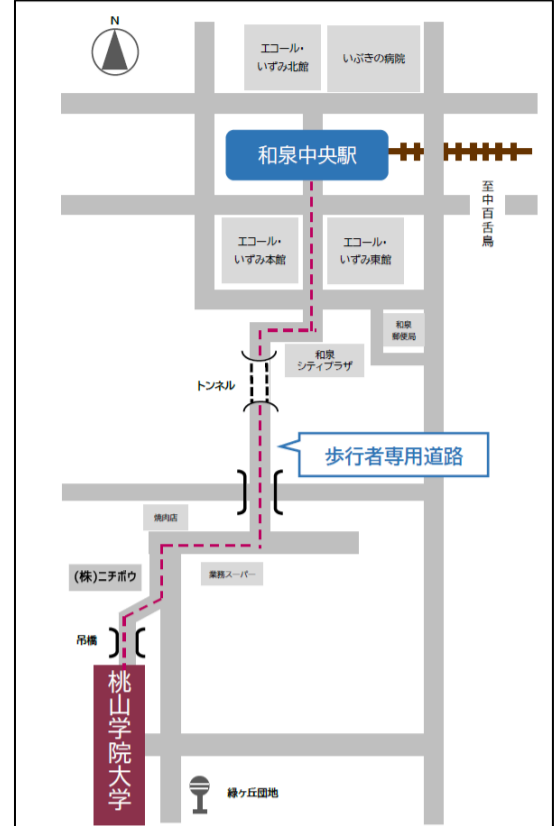 N
エコール・
いずみ北館
いぶきの病院
和泉中央駅
至中百舌鳥
エコール・
いずみ本館
エコール・
いずみ東館
和泉
郵便局
和泉
シティプラザ
トンネル
歩行者専用道路
焼肉店
(株)ニチボウ
業務スーパー
吊橋
桃山学院大学
緑ヶ丘団地